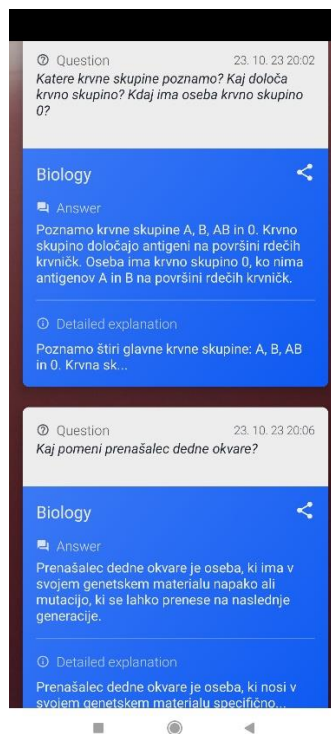 Question 23. 10. 23 20:02
Katere krvne skupine poznamo? Kaj določa
krvno skupino? Kdaj ima oseba krvno skupino
0?
Biology
Answer
Poznamo krvne skupine A, B, AB in 0. Krvno
skupino določajo antigeni na površini rdečih
krvničk. Oseba ima krvno skupino 0, ko nima
antigenov A in B na površini rdečih krvničk.
Detailed explanation
Poznamo štiri glavne krvne skupine: A, B, AB
in 0. Krvna sk...
Question 23. 10. 23 20:06
Kaj pomeni prenašalec dedne okvare?
Biology
Answer
Prenašalec dedne okvare je oseba, ki ima v
svojem genetskem materialu napako ali
mutacijo, ki se lahko prenese na naslednje
generacije.
Detailed explanation
Prenašalec dedne okvare je oseba, ki nosi v
svojem genetskem materialu specifično...